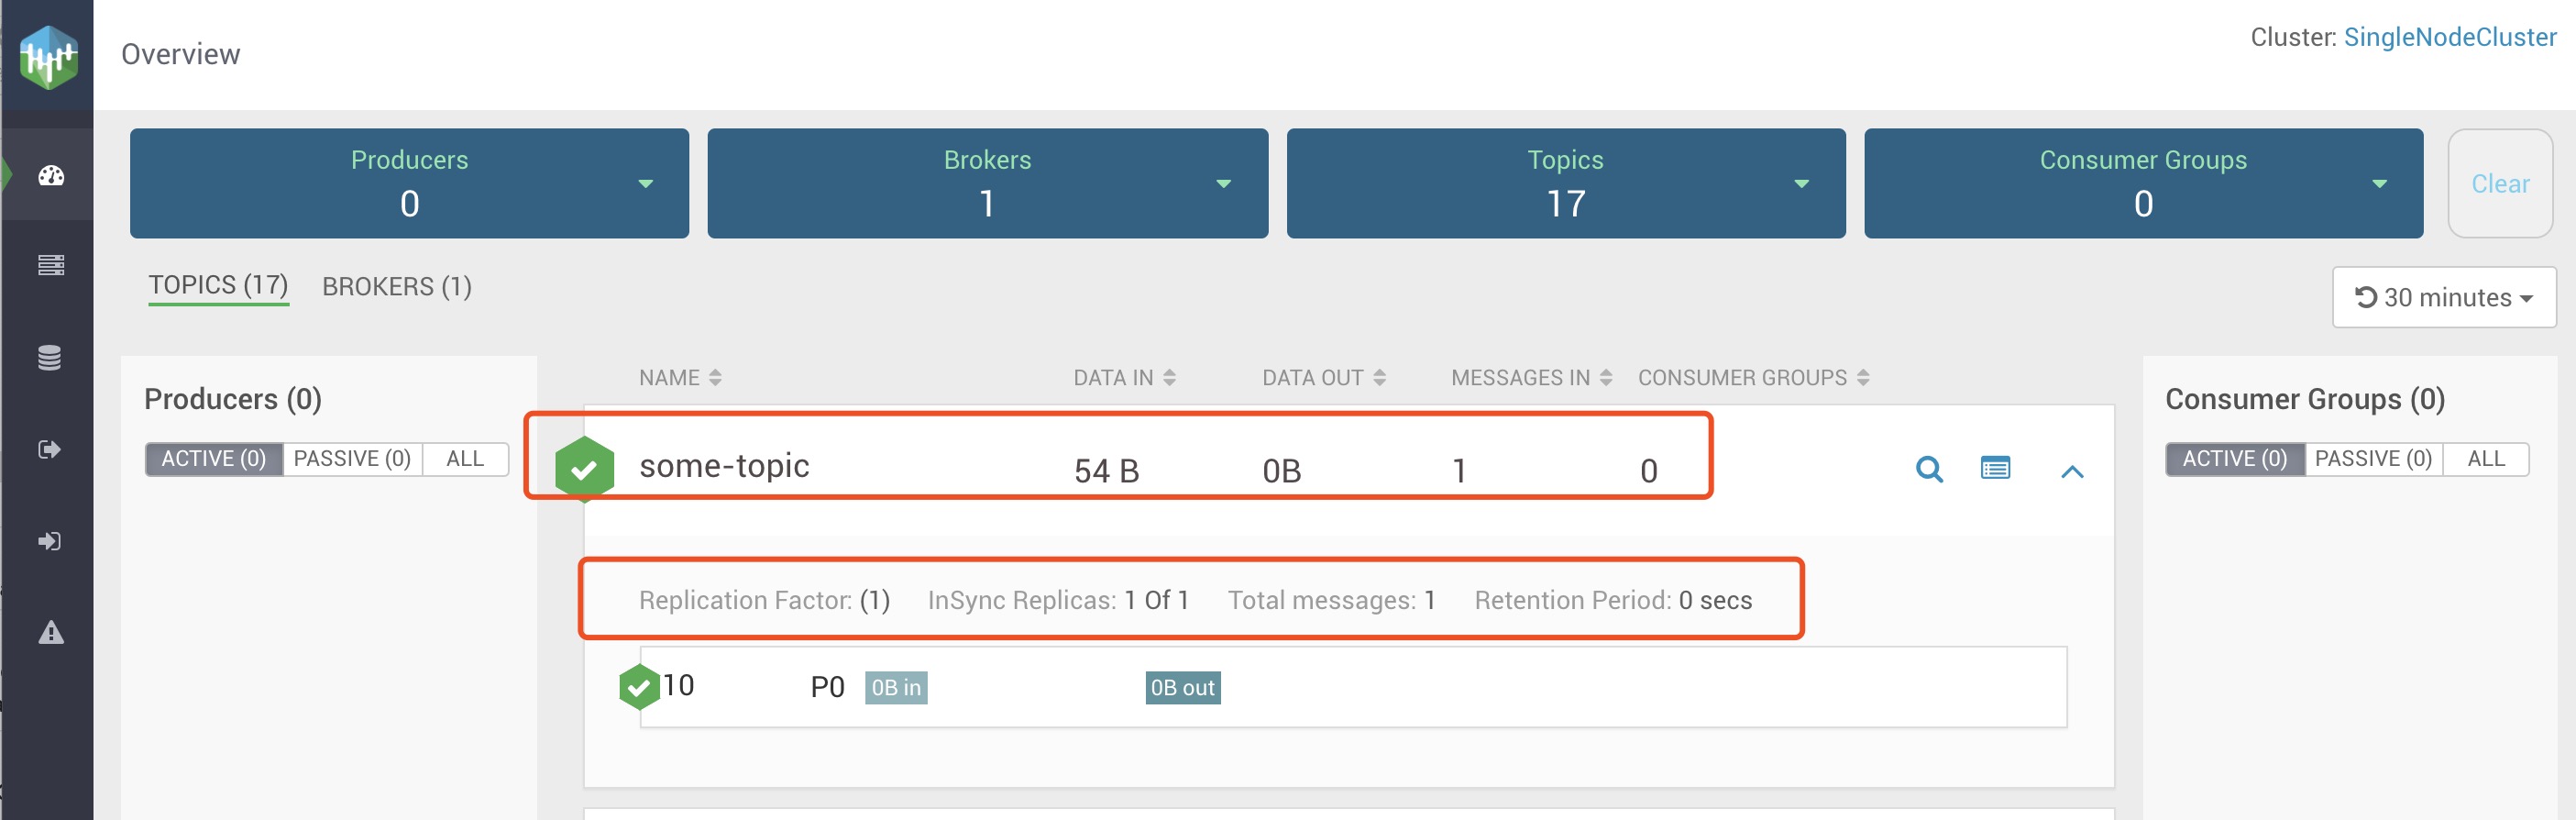 Overview
Cluster: SingleNodeCluster
Producers
0
Brokers
1
Topics
17
Consumer Groups
0
Clear
TOPICS (17) BROKERS (1)
30 minutes
Producers (0)
ACTIVE (0) PASSIVE (0) ALL
NAME DATA IN DATA OUT MESSAGES IN CONSUMER GROUPS
some-topic 54 B 0B 1 0
Replication Factor: (1) InSync Replicas: 1 Of 1 Total messages: 1 Retention Period: 0 secs
10 P0 0B in 0B out
Consumer Groups (0)
ACTIVE (0) PASSIVE (0) ALL